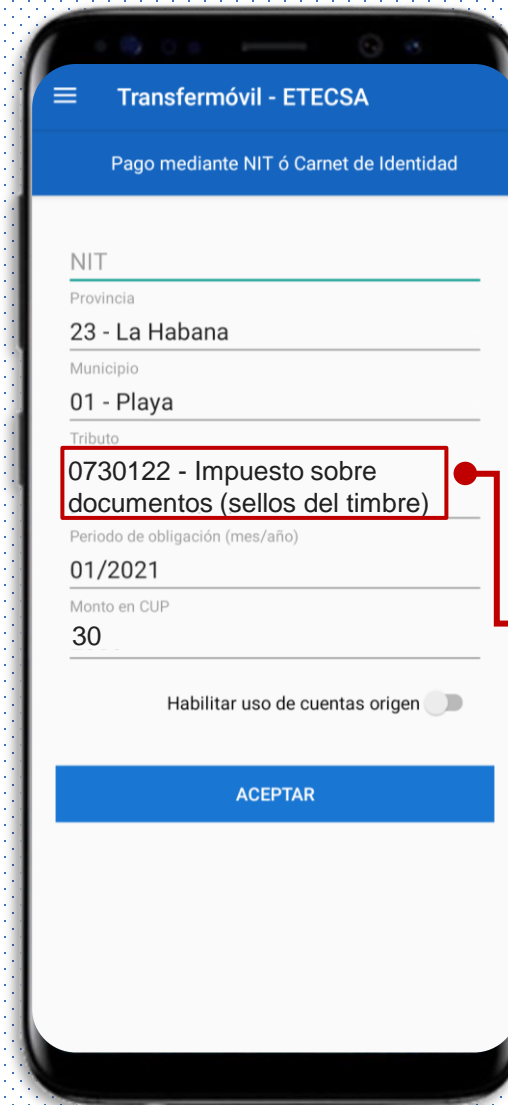 Transfermóvil - ETECSA
Pago mediante NIT ó Carnet de Identidad
NIT
Provincia
23 - La Habana
Municipio
01 - Playa
Tributo
0730122 - Impuesto sobre
documentos (sellos del timbre)
Periodo de obligación (mes/año)
01/2021
Monto en CUP
30
Habilitar uso de cuentas origen
ACEPTAR